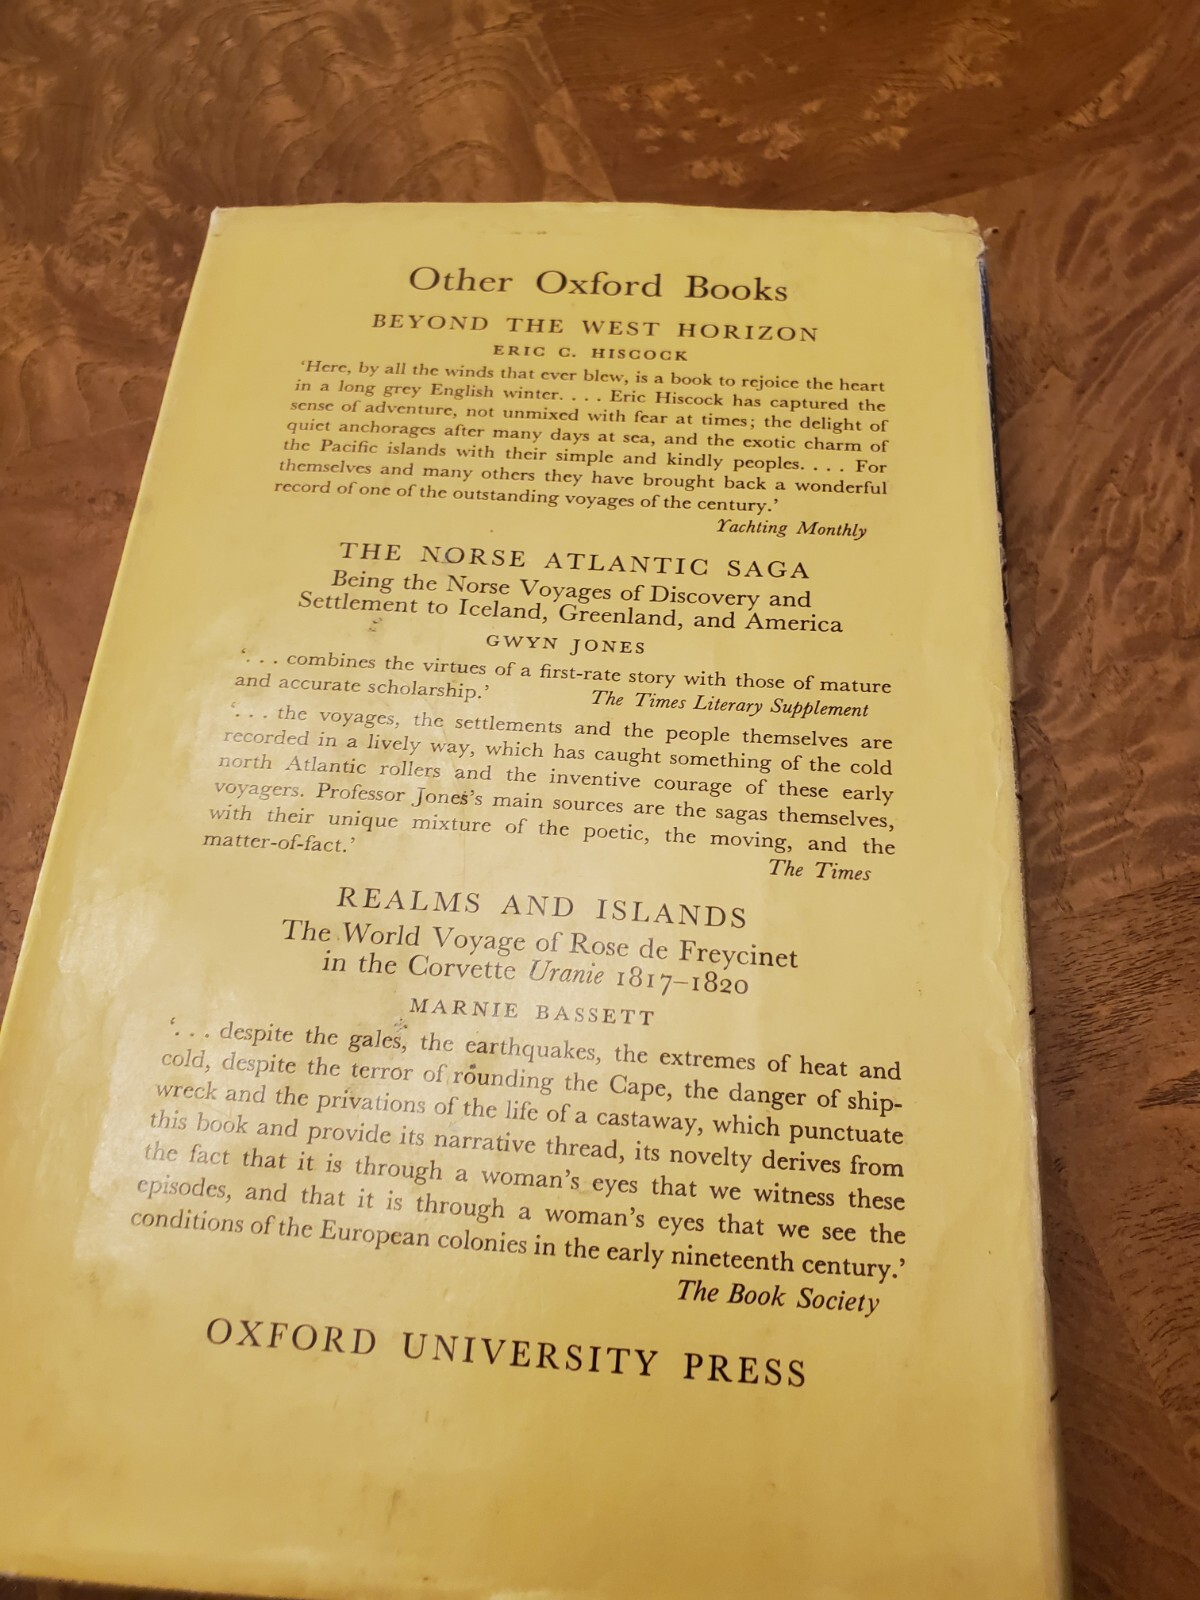 Other Oxford Books
BEYOND THE WEST HORIZON
ERIC C. HISCOCK
‘Here, by all the winds that ever blew, is a book to rejoice the heart
in a long grey English winter. . . . Eric Hiscock has captured the
sense of adventure, not unmixed with fear at times; the delight of
quiet anchorages after many days at sea, and the exotic charm of
the Pacific islands with their simple and kindly peoples. . . . For
themselves and many others they have brought back a wonderful
record of one of the outstanding voyages of the century.’
Yachting Monthly
THE NORSE ATLANTIC SAGA
Being the Norse Voyages of Discovery and
Settlement to Iceland, Greenland, and America
GWYN JONES
‘. . . combines the virtues of a first-rate story with those of mature
and accurate scholarship.’ The Times Literary Supplement
‘. . . the voyages, the settlements and the people themselves are
recorded in a lively way, which has caught something of the cold
north Atlantic rollers and the inventive courage of these early
voyagers. Professor Jones’s main sources are the sagas themselves,
with their unique mixture of the poetic, the moving, and the
matter-of-fact.’
The Times
REALMS AND ISLANDS
The World Voyage of Rose de Freycinet
in the Corvette Uranie 1817–1820
MARNIE BASSETT
‘. . . despite the gales, the earthquakes, the extremes of heat and
cold, despite the terror of rounding the Cape, the danger of ship-
wreck and the privations of the life of a castaway, which punctuate
this book and provide its narrative thread, its novelty derives from
the fact that it is through a woman’s eyes that we witness these
episodes, and that it is through a woman’s eyes that we see the
conditions of the European colonies in the early nineteenth century.’
The Book Society
OXFORD UNIVERSITY PRESS